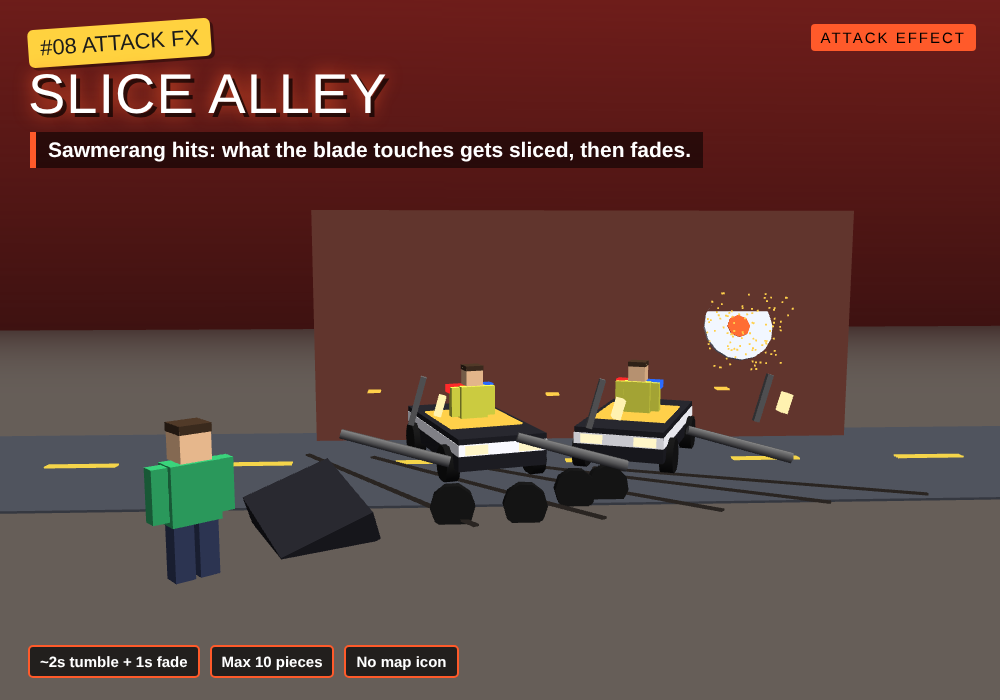 #08 ATTACK FX
ATTACK EFFECT
SLICE ALLEY
Sawmerang hits: what the blade touches gets sliced, then fades.
~2s tumble + 1s fade
Max 10 pieces
No map icon